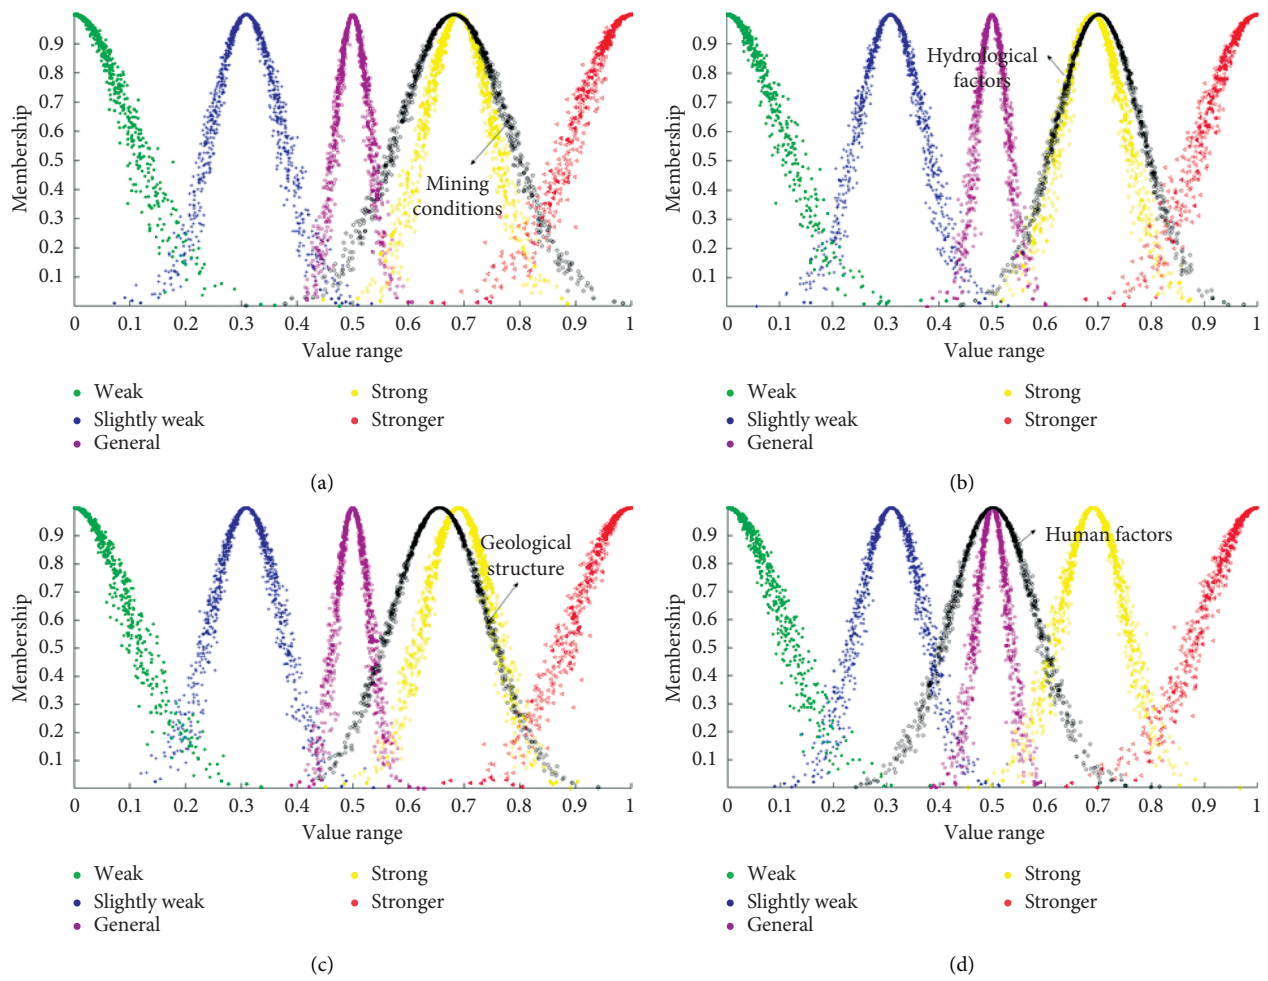 0.9
0.8
0.7
0.6
0.5
0.4
0.3
0.2
0.1
Membership
Mining
conditions
0 0.1 0.2 0.3 0.4 0.5 0.6 0.7 0.8 0.9 1
Value range
Weak
Slightly weak
General
Strong
Stronger
(a)
0.9
0.8
0.7
0.6
0.5
0.4
0.3
0.2
0.1
Membership
Hydrological
factors
0 0.1 0.2 0.3 0.4 0.5 0.6 0.7 0.8 0.9 1
Value range
Weak
Slightly weak
General
Strong
Stronger
(b)
0.9
0.8
0.7
0.6
0.5
0.4
0.3
0.2
0.1
Membership
Geological
structure
0 0.1 0.2 0.3 0.4 0.5 0.6 0.7 0.8 0.9 1
Value range
Weak
Slightly weak
General
Strong
Stronger
(c)
0.9
0.8
0.7
0.6
0.5
0.4
0.3
0.2
0.1
Membership
Human factors
0 0.1 0.2 0.3 0.4 0.5 0.6 0.7 0.8 0.9 1
Value range
Weak
Slightly weak
General
Strong
Stronger
(d)